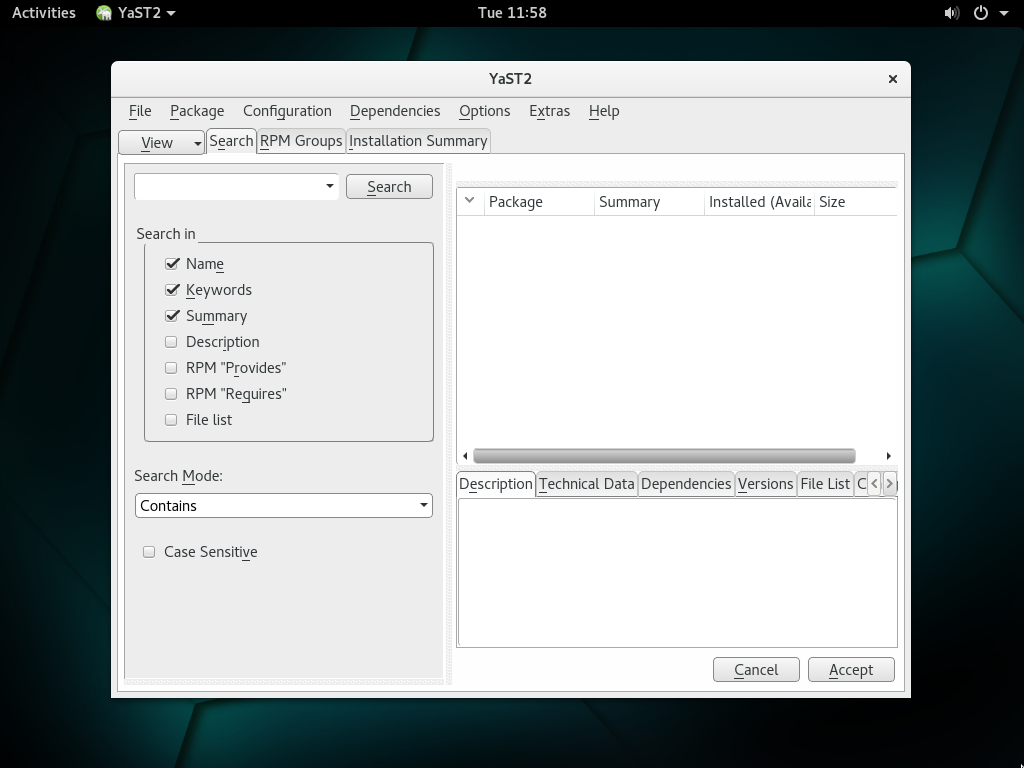 Activities YaST2 Tue 11:58
YaST2
File Package Configuration Dependencies Options Extras Help
View Search RPM Groups Installation Summary
Search
Package Summary Installed (Availa Size
Search in
Name
Keywords
Summary
Description
RPM "Provides"
RPM "Requires"
File list
Search Mode:
Contains
Case Sensitive
Description Technical Data Dependencies Versions File List C
Cancel Accept